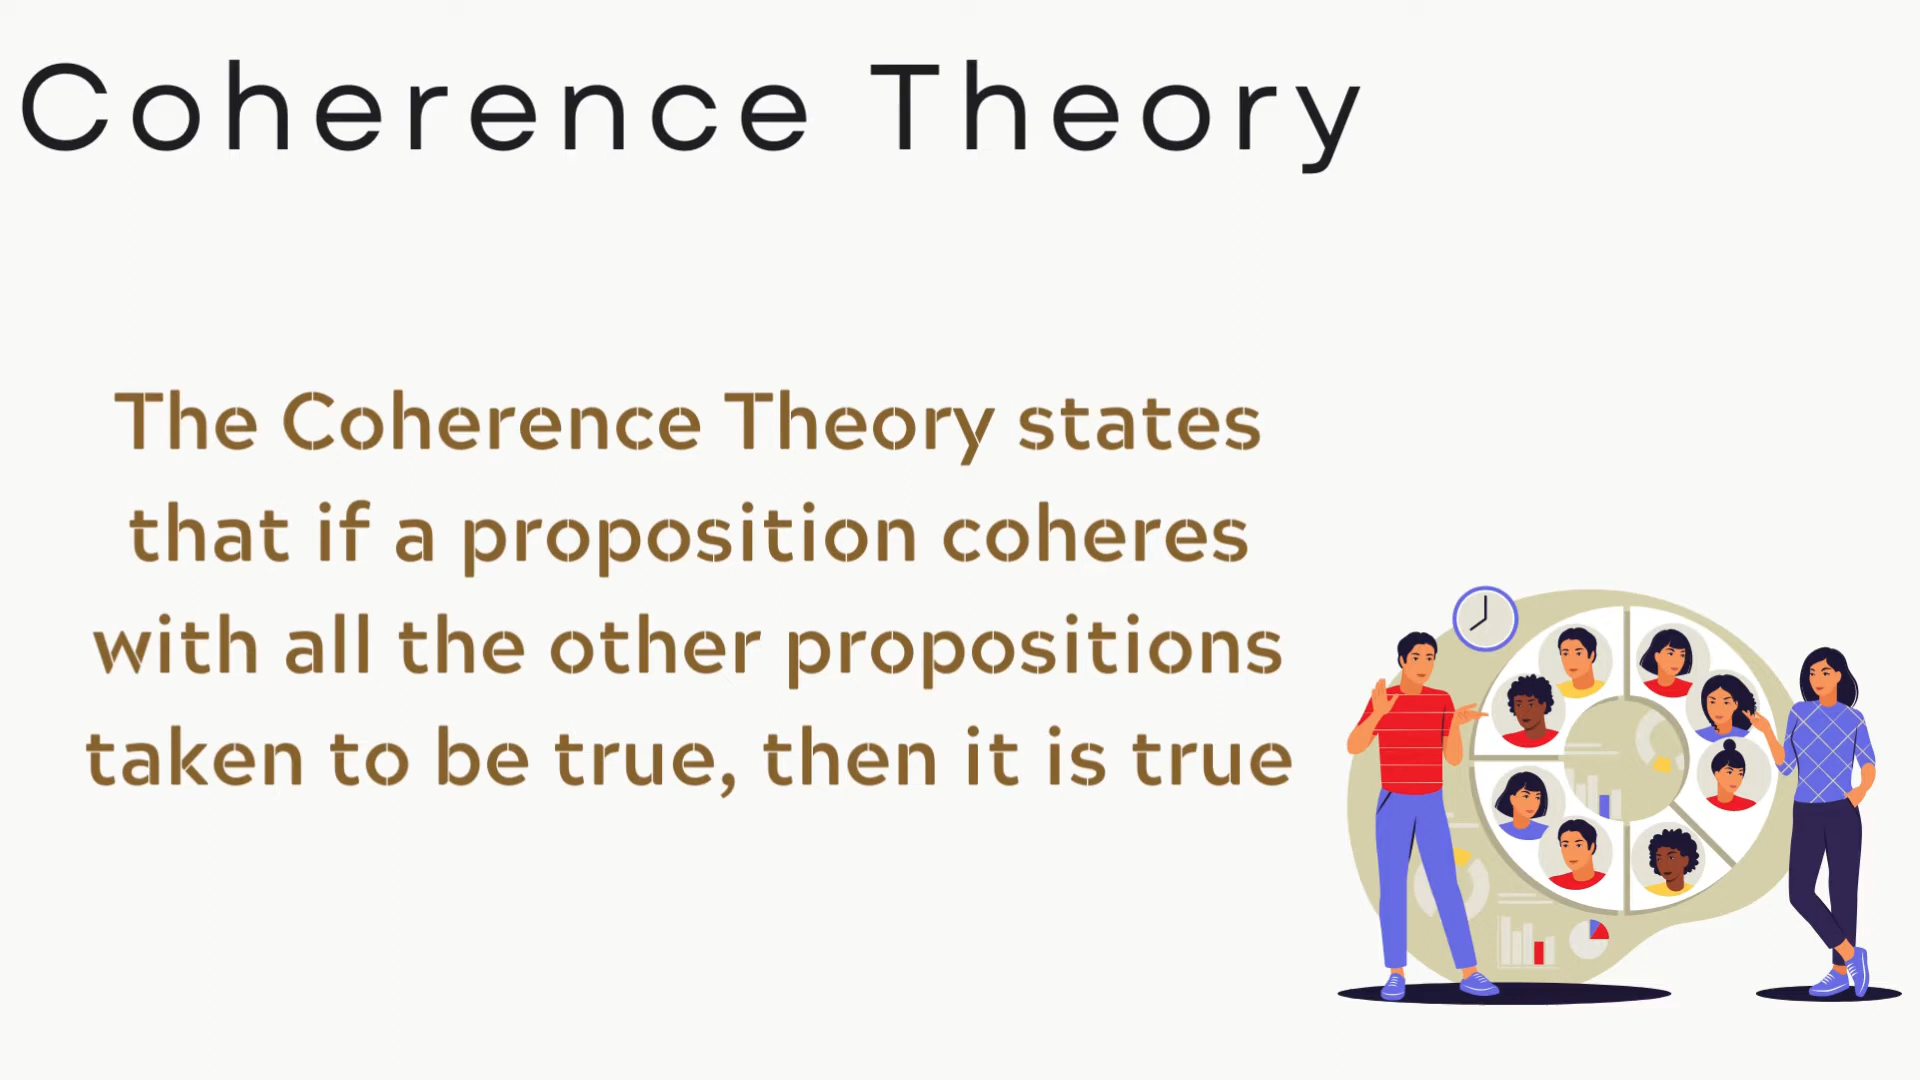 Coherence Theory
The Coherence Theory states
that if a proposition coheres
with all the other propositions
taken to be true, then it is true